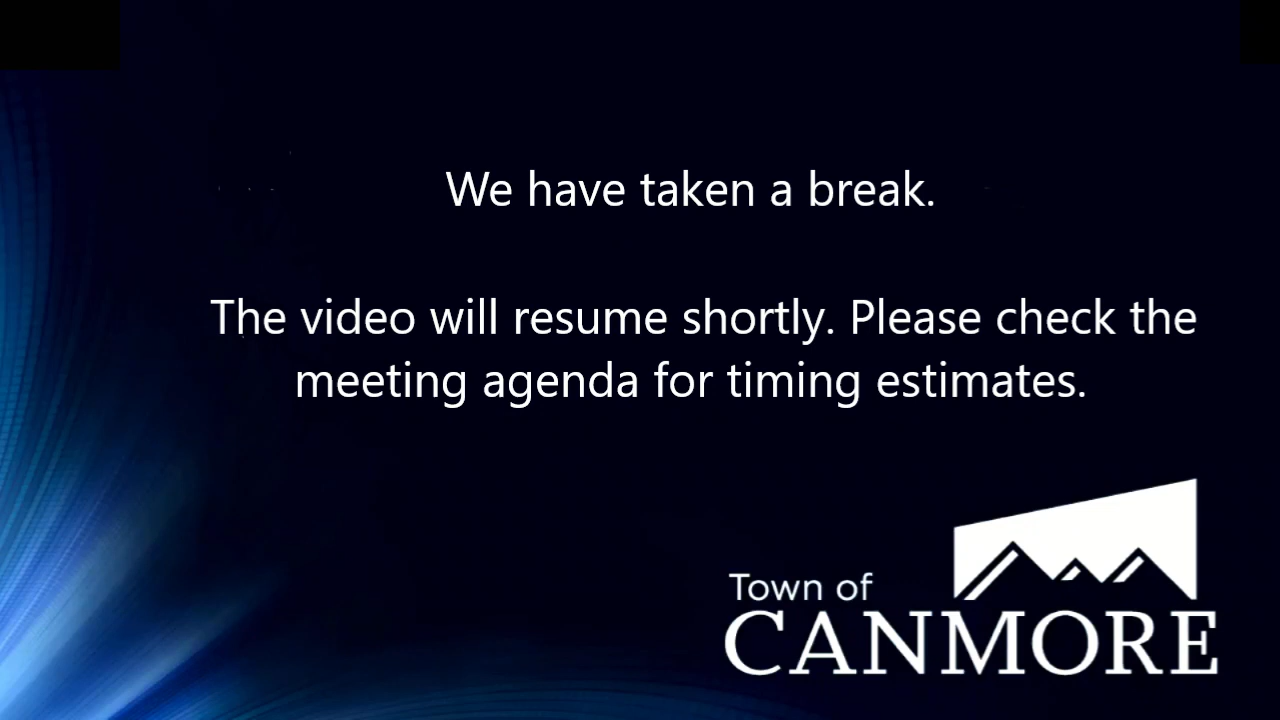 We have taken a break.
The video will resume shortly. Please check the
meeting agenda for timing estimates.
Town of
CANMORE